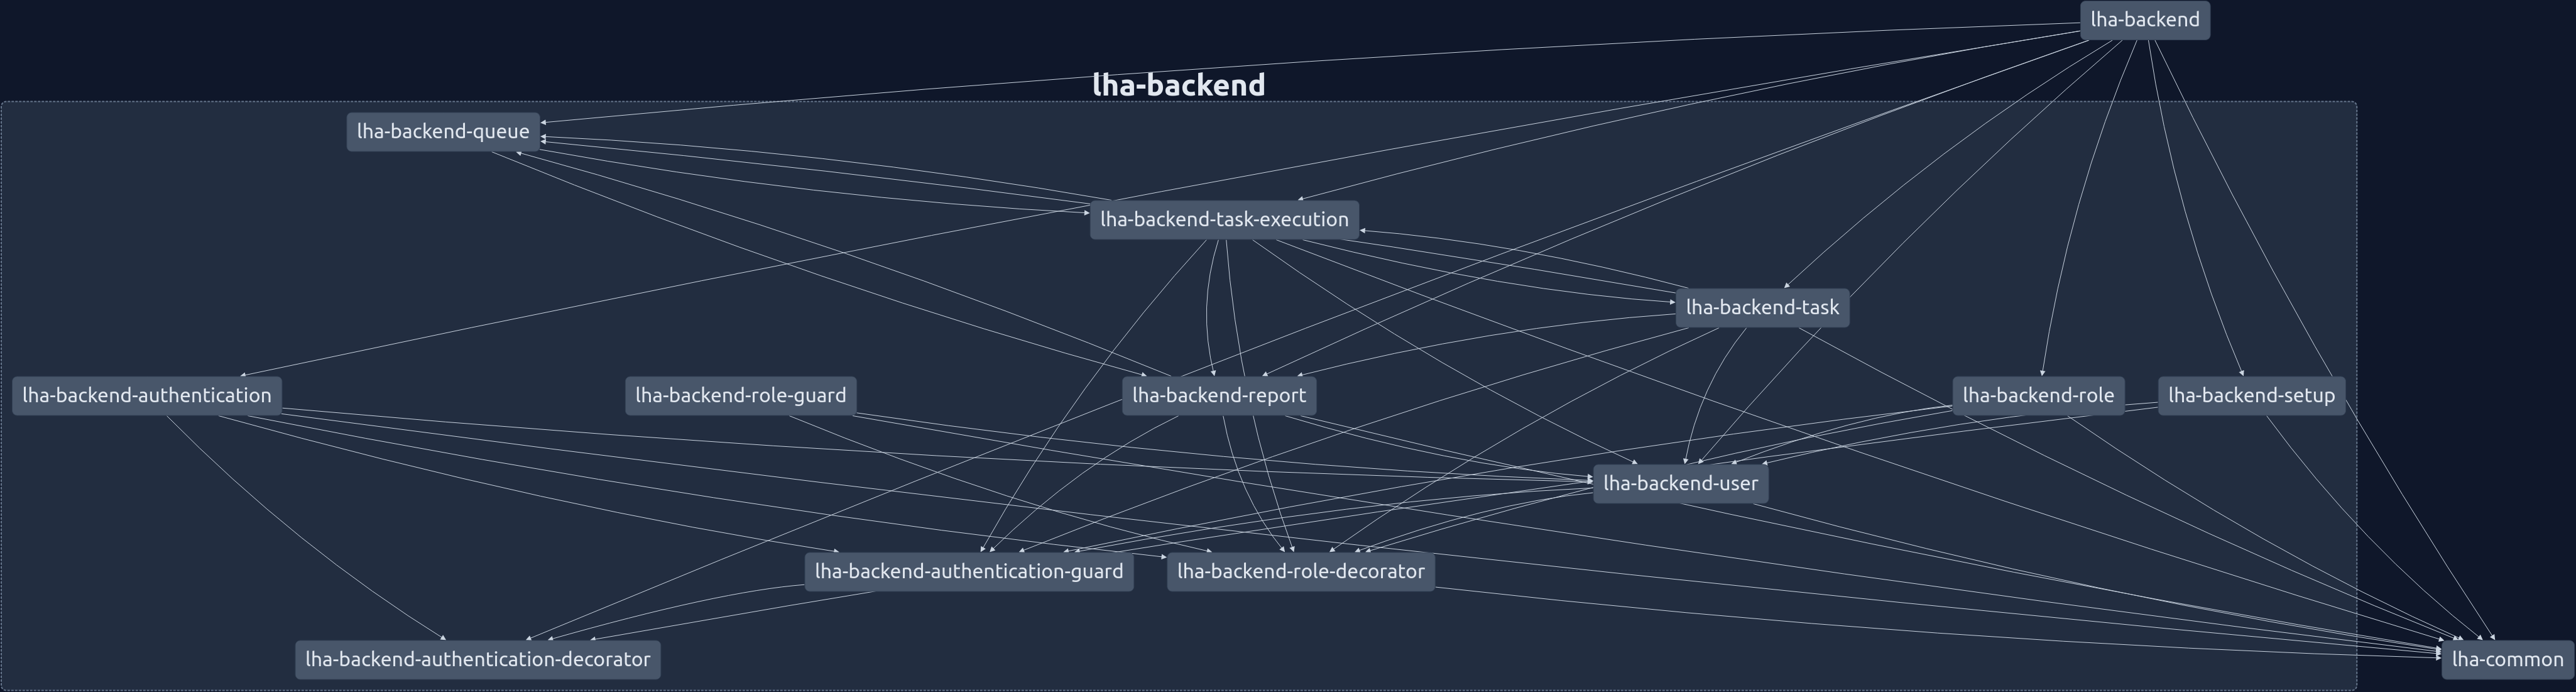 lha-backend
lha-backend
lha-backend-queue
lha-backend-task-execution
lha-backend-task
lha-backend-authentication
lha-backend-role-guard
lha-backend-report
lha-backend-role
lha-backend-setup
lha-backend-user
lha-backend-authentication-guard
lha-backend-role-decorator
lha-backend-authentication-decorator
lha-common